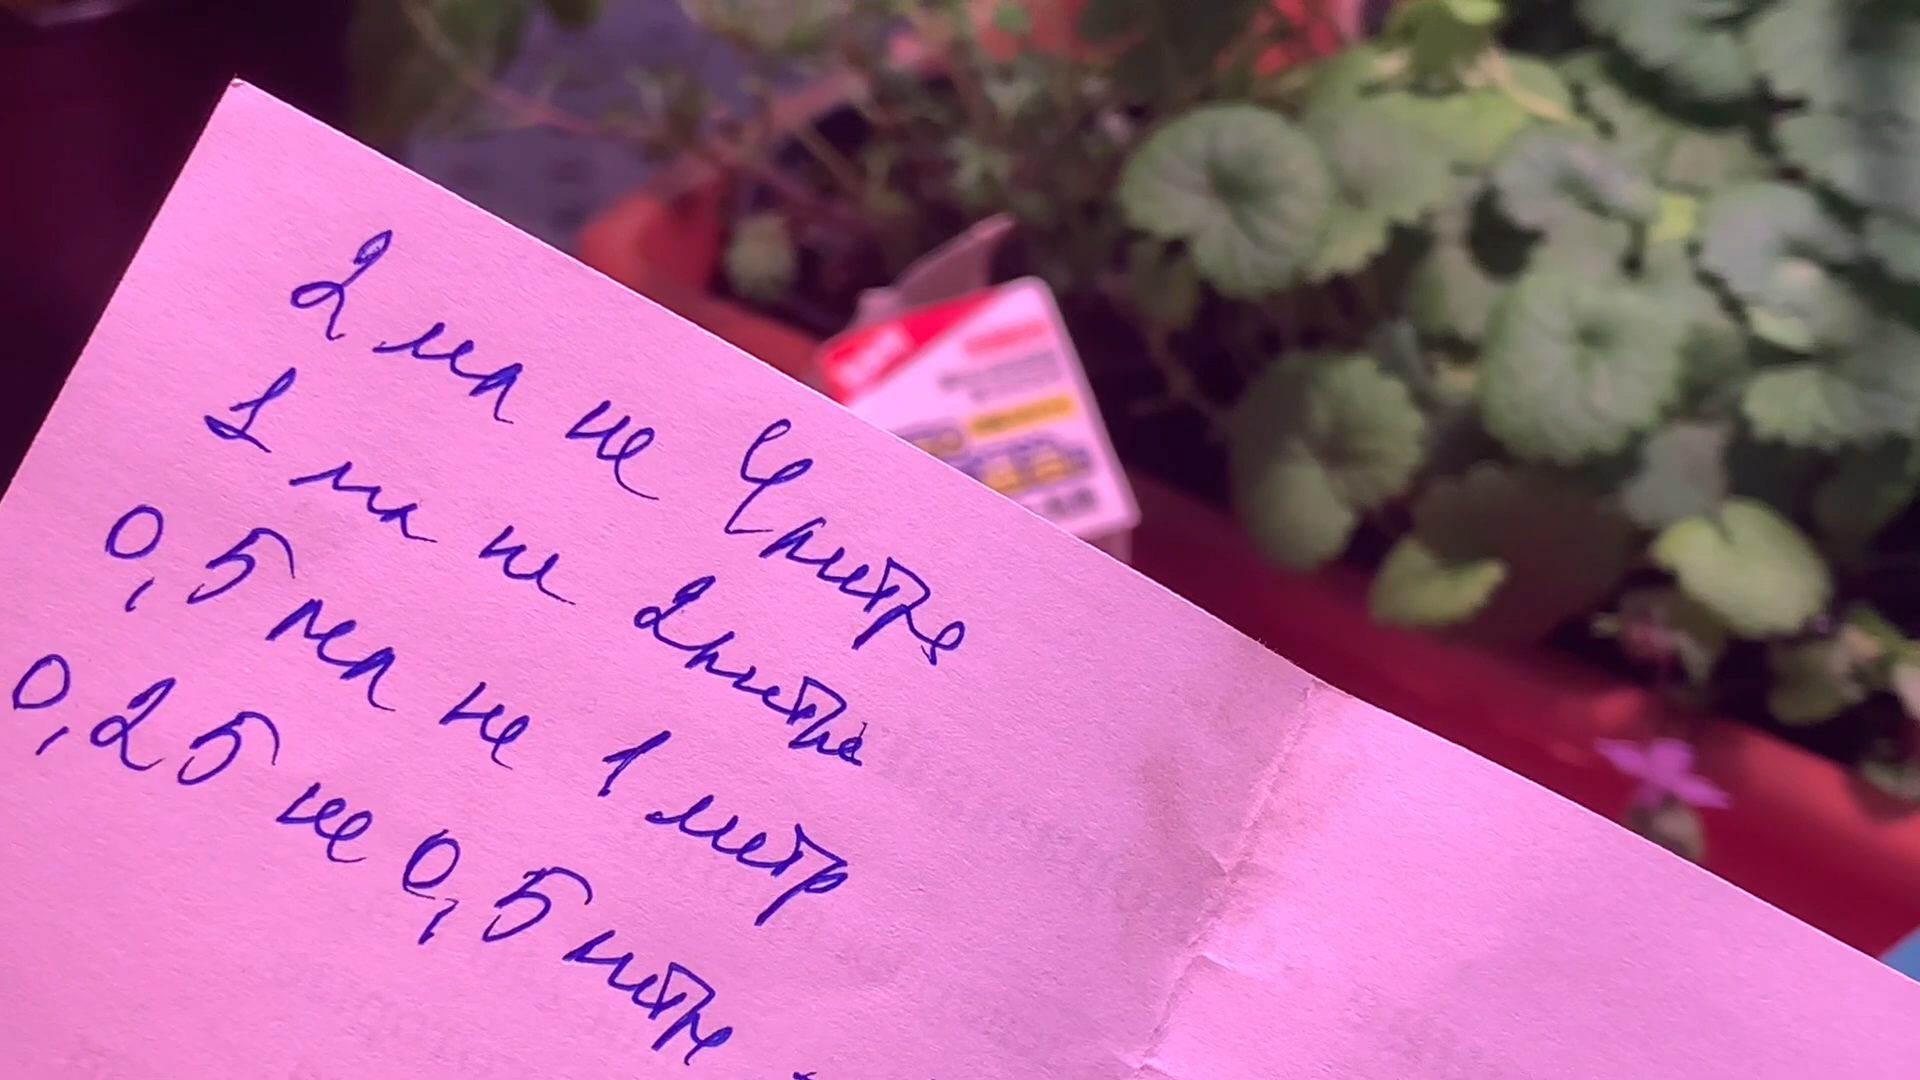 2 мл на 4 литра
1 мл на 2 литра
0,5 мл на 1 литр
0,25 на 0,5 литра